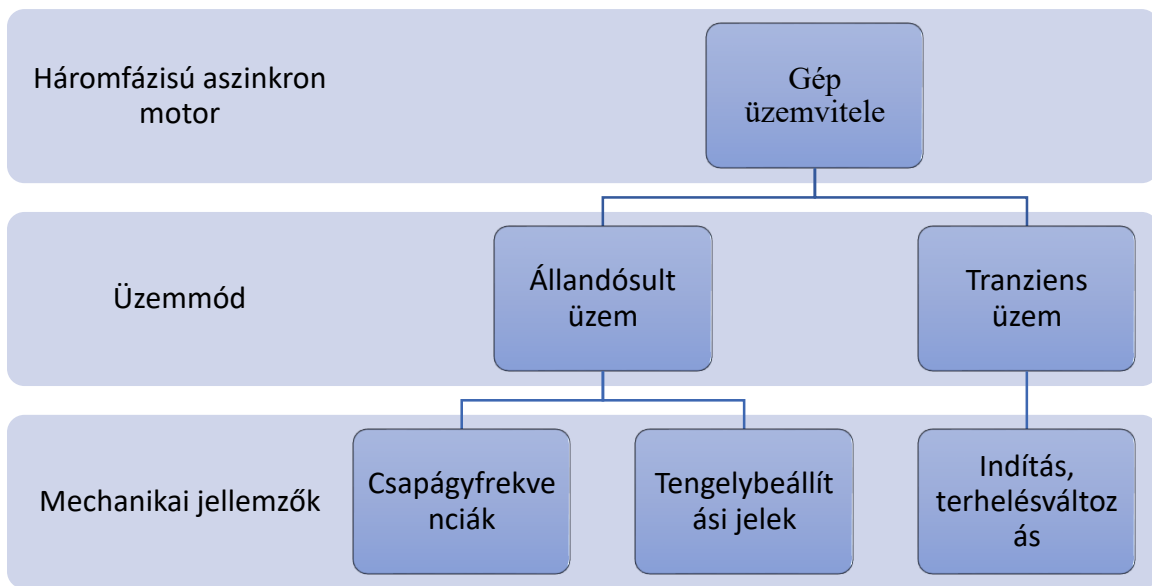 Háromfázisú aszinkron
motor
Gép
üzemvitele
Üzemmód
Állandósult
üzem
Tranziens
üzem
Mechanikai jellemzők
Csapágyfrekve
nciák
Tengelybeállít
ási jelek
Indítás,
terhelésváltoz
ás